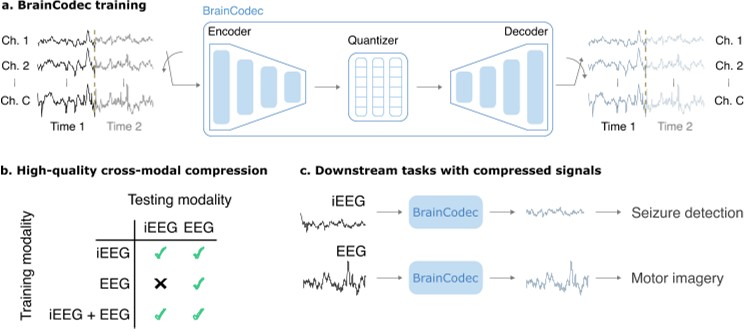 a. BrainCodec training
BrainCodec
Encoder
Quantizer
Decoder
Ch. 1
Ch. 2
Ch. C
Time 1 Time 2
Ch. 1
Ch. 2
Ch. C
Time 1 Time 2
b. High-quality cross-modal compression
Testing modality
iEEG EEG
Training modality
iEEG
EEG
iEEG + EEG
c. Downstream tasks with compressed signals
iEEG
BrainCodec
Seizure detection
EEG
BrainCodec
Motor imagery